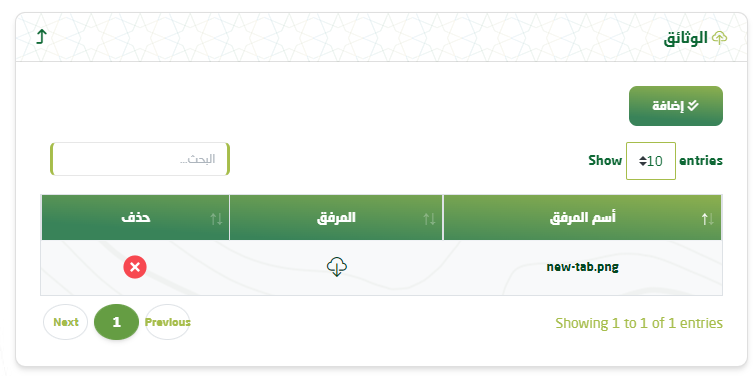 الوثائق
إضافة
Show 10 entries
البحث...
أسم المرفق	المرفق	حذف
new-tab.png
Showing 1 to 1 of 1 entries
Previous 1 Next